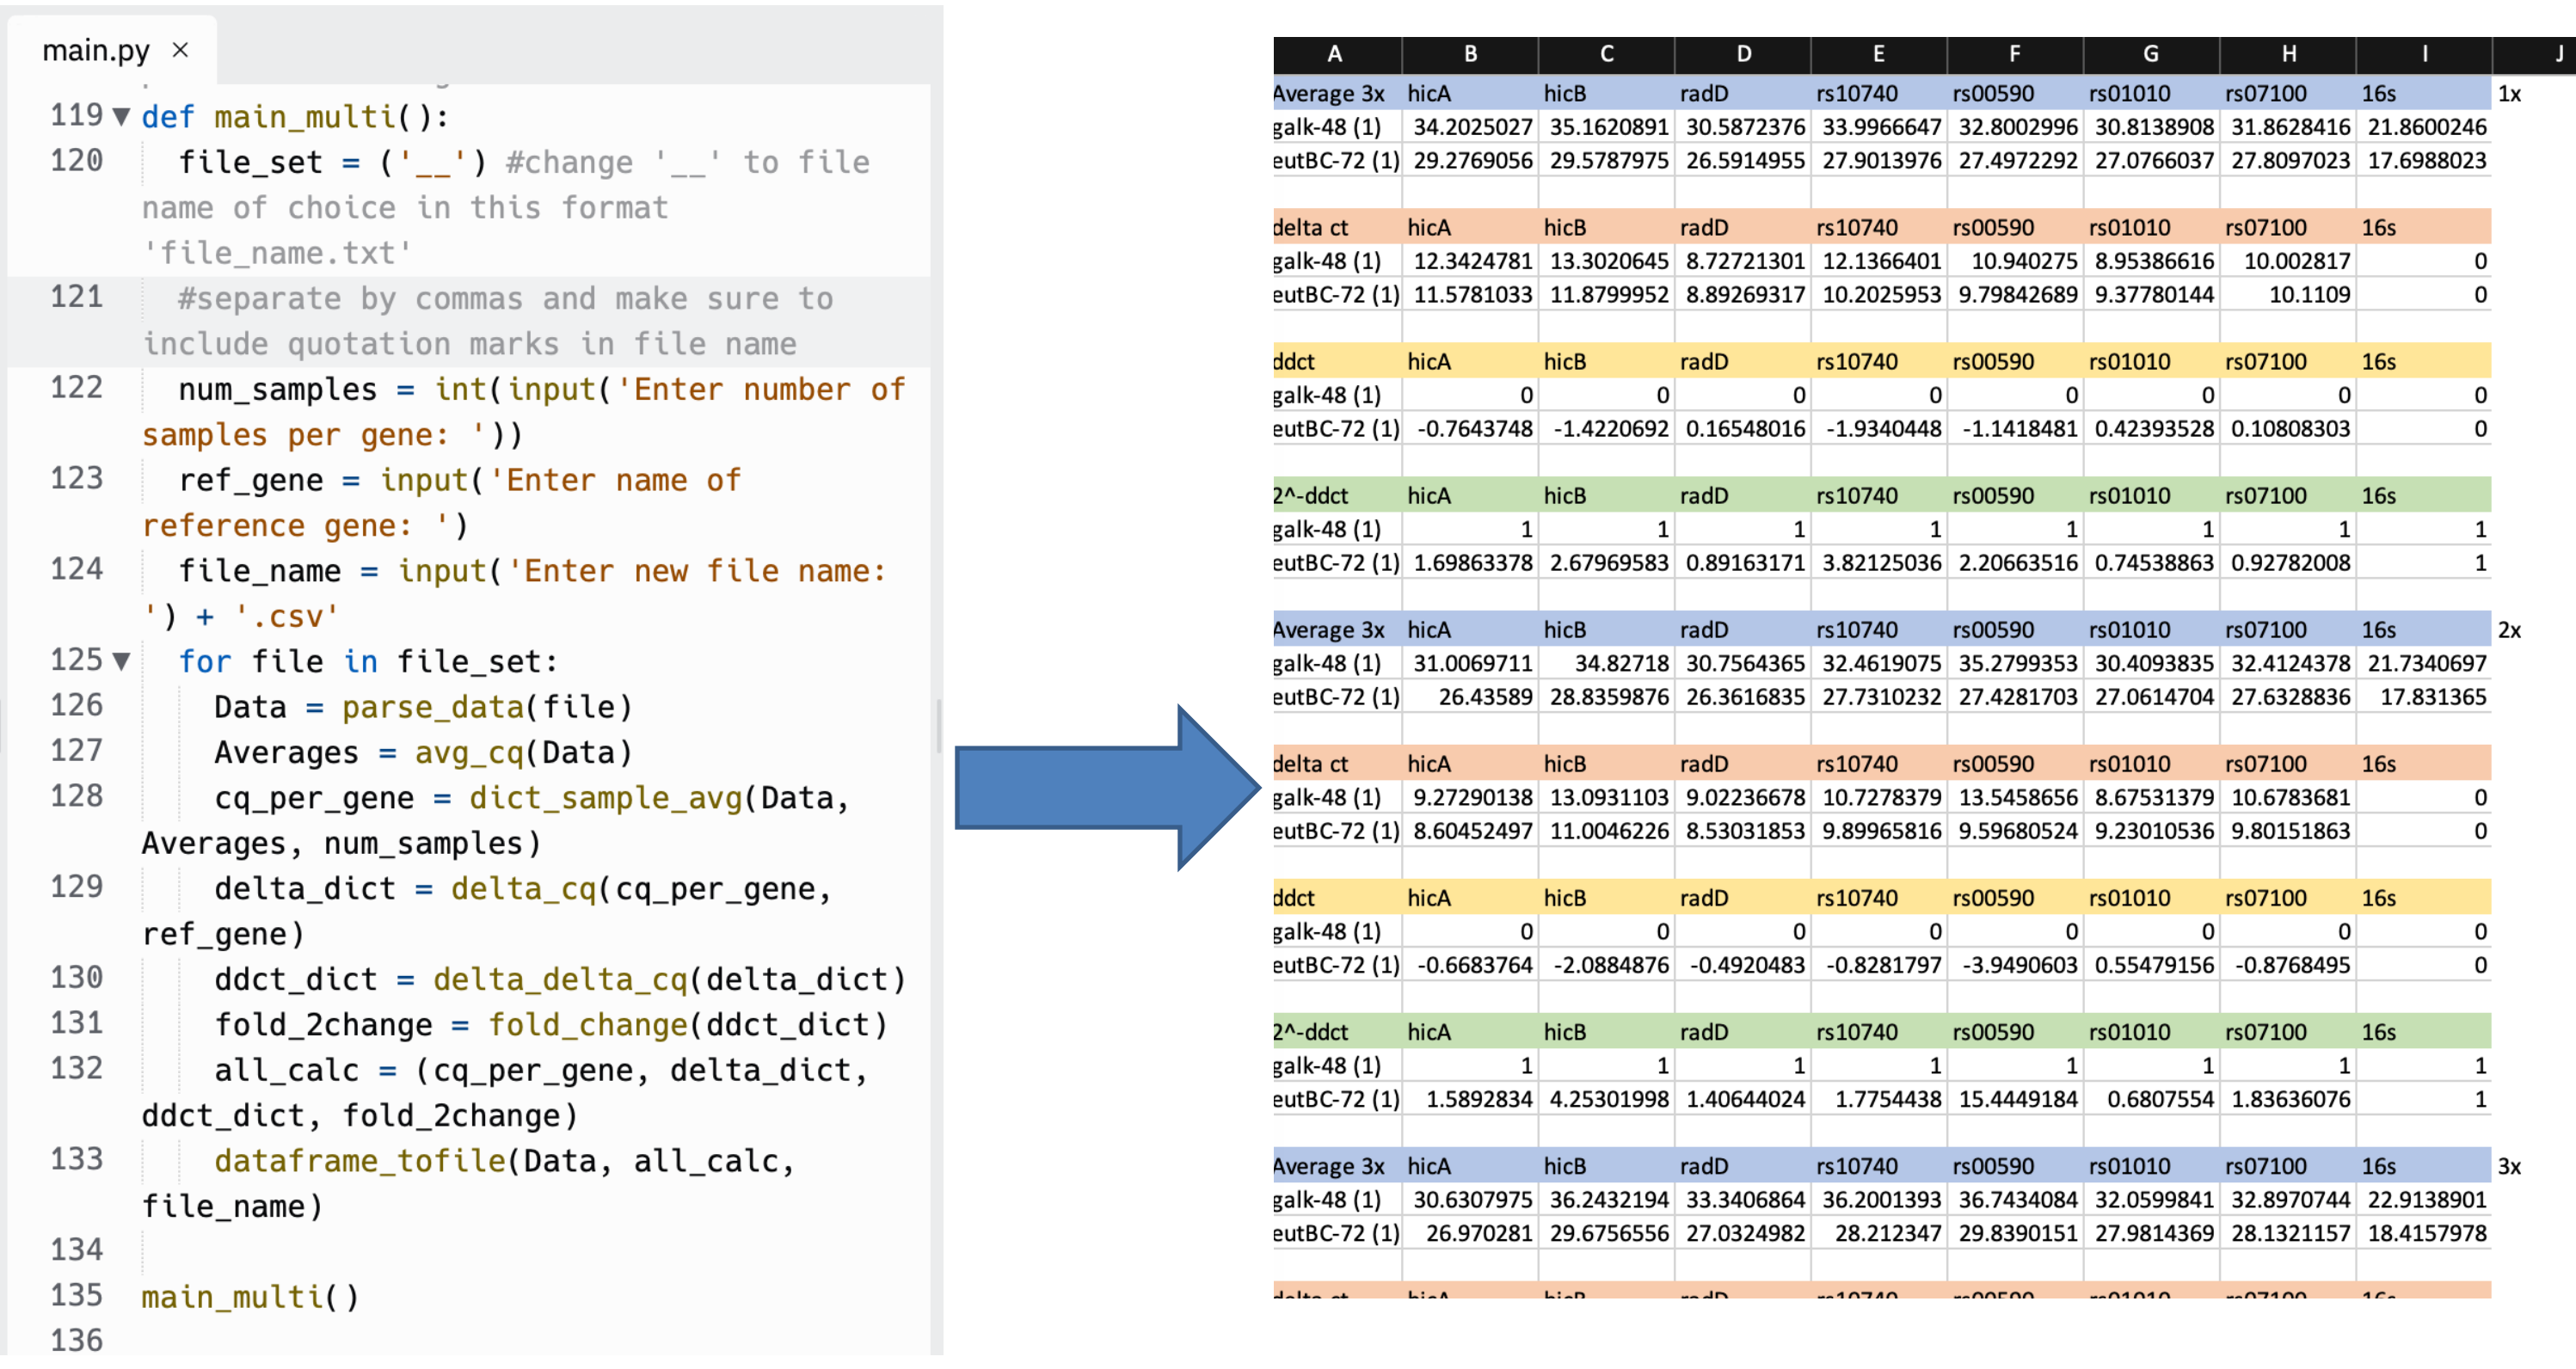 main.py ×
119 ▼ def main_multi():
120 file_set = ('__') #change '__' to file
name of choice in this format
'file_name.txt'
121 #separate by commas and make sure to
include quotation marks in file name
122 num_samples = int(input('Enter number of
samples per gene: '))
123 ref_gene = input('Enter name of
reference gene: ')
124 file_name = input('Enter new file name:
') + '.csv'
125 ▼ for file in file_set:
126 Data = parse_data(file)
127 Averages = avg_cq(Data)
128 cq_per_gene = dict_sample_avg(Data,
Averages, num_samples)
129 delta_dict = delta_cq(cq_per_gene,
ref_gene)
130 ddct_dict = delta_delta_cq(delta_dict)
131 fold_2change = fold_change(ddct_dict)
132 all_calc = (cq_per_gene, delta_dict,
ddct_dict, fold_2change)
133 dataframe_tofile(Data, all_calc,
file_name)
134
135 main_multi()
136
A B C D E F G H I J
Average 3x hicA hicB radD rs10740 rs00590 rs01010 rs07100 16s 1x
galk-48 (1) 34.2025027 35.1620891 30.5872376 33.9966647 32.8002996 30.8138908 31.8628416 21.8600246
eutBC-72 (1) 29.2769056 29.5787975 26.5914955 27.9013976 27.4972292 27.0766037 27.8097023 17.6988023
delta ct hicA hicB radD rs10740 rs00590 rs01010 rs07100 16s
galk-48 (1) 12.3424781 13.3020645 8.72721301 12.1366401 10.940275 8.95386616 10.002817 0
eutBC-72 (1) 11.5781033 11.8799952 8.89269317 10.2025953 9.79842689 9.37780144 10.1109 0
ddct hicA hicB radD rs10740 rs00590 rs01010 rs07100 16s
galk-48 (1) 0 0 0 0 0 0 0 0
eutBC-72 (1) -0.7643748 -1.4220692 0.16548016 -1.9340448 -1.1418481 0.42393528 0.10808303 0
2^-ddct hicA hicB radD rs10740 rs00590 rs01010 rs07100 16s
galk-48 (1) 1 1 1 1 1 1 1 1
eutBC-72 (1) 1.69863378 2.67969583 0.89163171 3.82125036 2.20663516 0.74538863 0.92782008 1
Average 3x hicA hicB radD rs10740 rs00590 rs01010 rs07100 16s 2x
galk-48 (1) 31.0069711 34.82718 30.7564365 32.4619075 35.2799353 30.4093835 32.4124378 21.7340697
eutBC-72 (1) 26.43589 28.8359876 26.3616835 27.7310232 27.4281703 27.0614704 27.6328836 17.831365
delta ct hicA hicB radD rs10740 rs00590 rs01010 rs07100 16s
galk-48 (1) 9.27290138 13.0931103 9.02236678 10.7278379 13.5458656 8.67531379 10.6783681 0
eutBC-72 (1) 8.60452497 11.0046226 8.53031853 9.89965816 9.59680524 9.23010536 9.80151863 0
ddct hicA hicB radD rs10740 rs00590 rs01010 rs07100 16s
galk-48 (1) 0 0 0 0 0 0 0 0
eutBC-72 (1) -0.6683764 -2.0884876 -0.4920483 -0.8281797 -3.9490603 0.55479156 -0.8768495 0
2^-ddct hicA hicB radD rs10740 rs00590 rs01010 rs07100 16s
galk-48 (1) 1 1 1 1 1 1 1 1
eutBC-72 (1) 1.5892834 4.25301998 1.40644024 1.7754438 15.4449184 0.6807554 1.83636076 1
Average 3x hicA hicB radD rs10740 rs00590 rs01010 rs07100 16s 3x
galk-48 (1) 30.6307975 36.2432194 33.3406864 36.2001393 36.7434084 32.0599841 32.8970744 22.9138901
eutBC-72 (1) 26.970281 29.6756556 27.0324982 28.212347 29.8390151 27.9814369 28.1321157 18.4157978